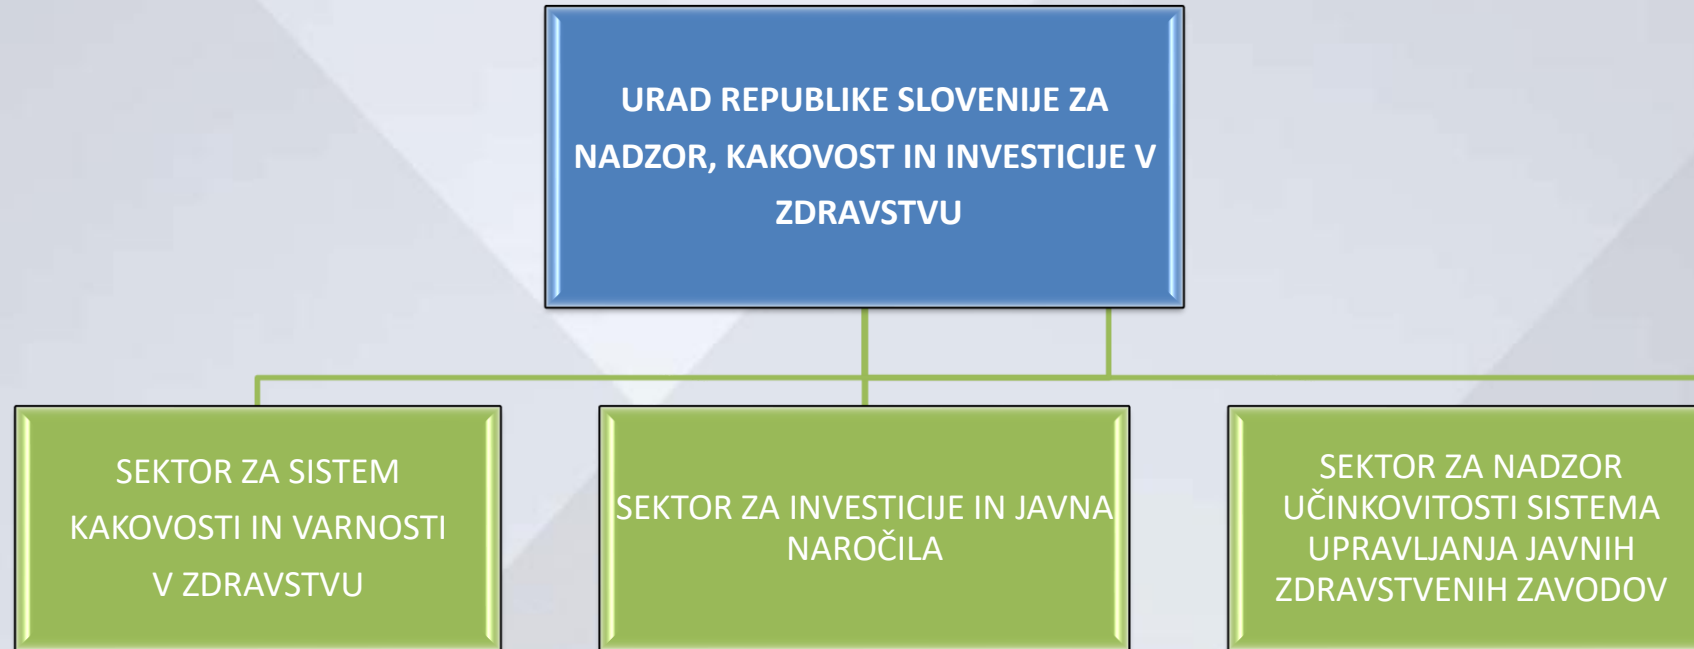 URAD REPUBLIKE SLOVENIJE ZA
NADZOR, KAKOVOST IN INVESTICIJE V
ZDRAVSTVU
SEKTOR ZA SISTEM
KAKOVOSTI IN VARNOSTI
V ZDRAVSTVU
SEKTOR ZA INVESTICIJE IN JAVNA
NAROČILA
SEKTOR ZA NADZOR
UČINKOVITOSTI SISTEMA
UPRAVLJANJA JAVNIH
ZDRAVSTVENIH ZAVODOV